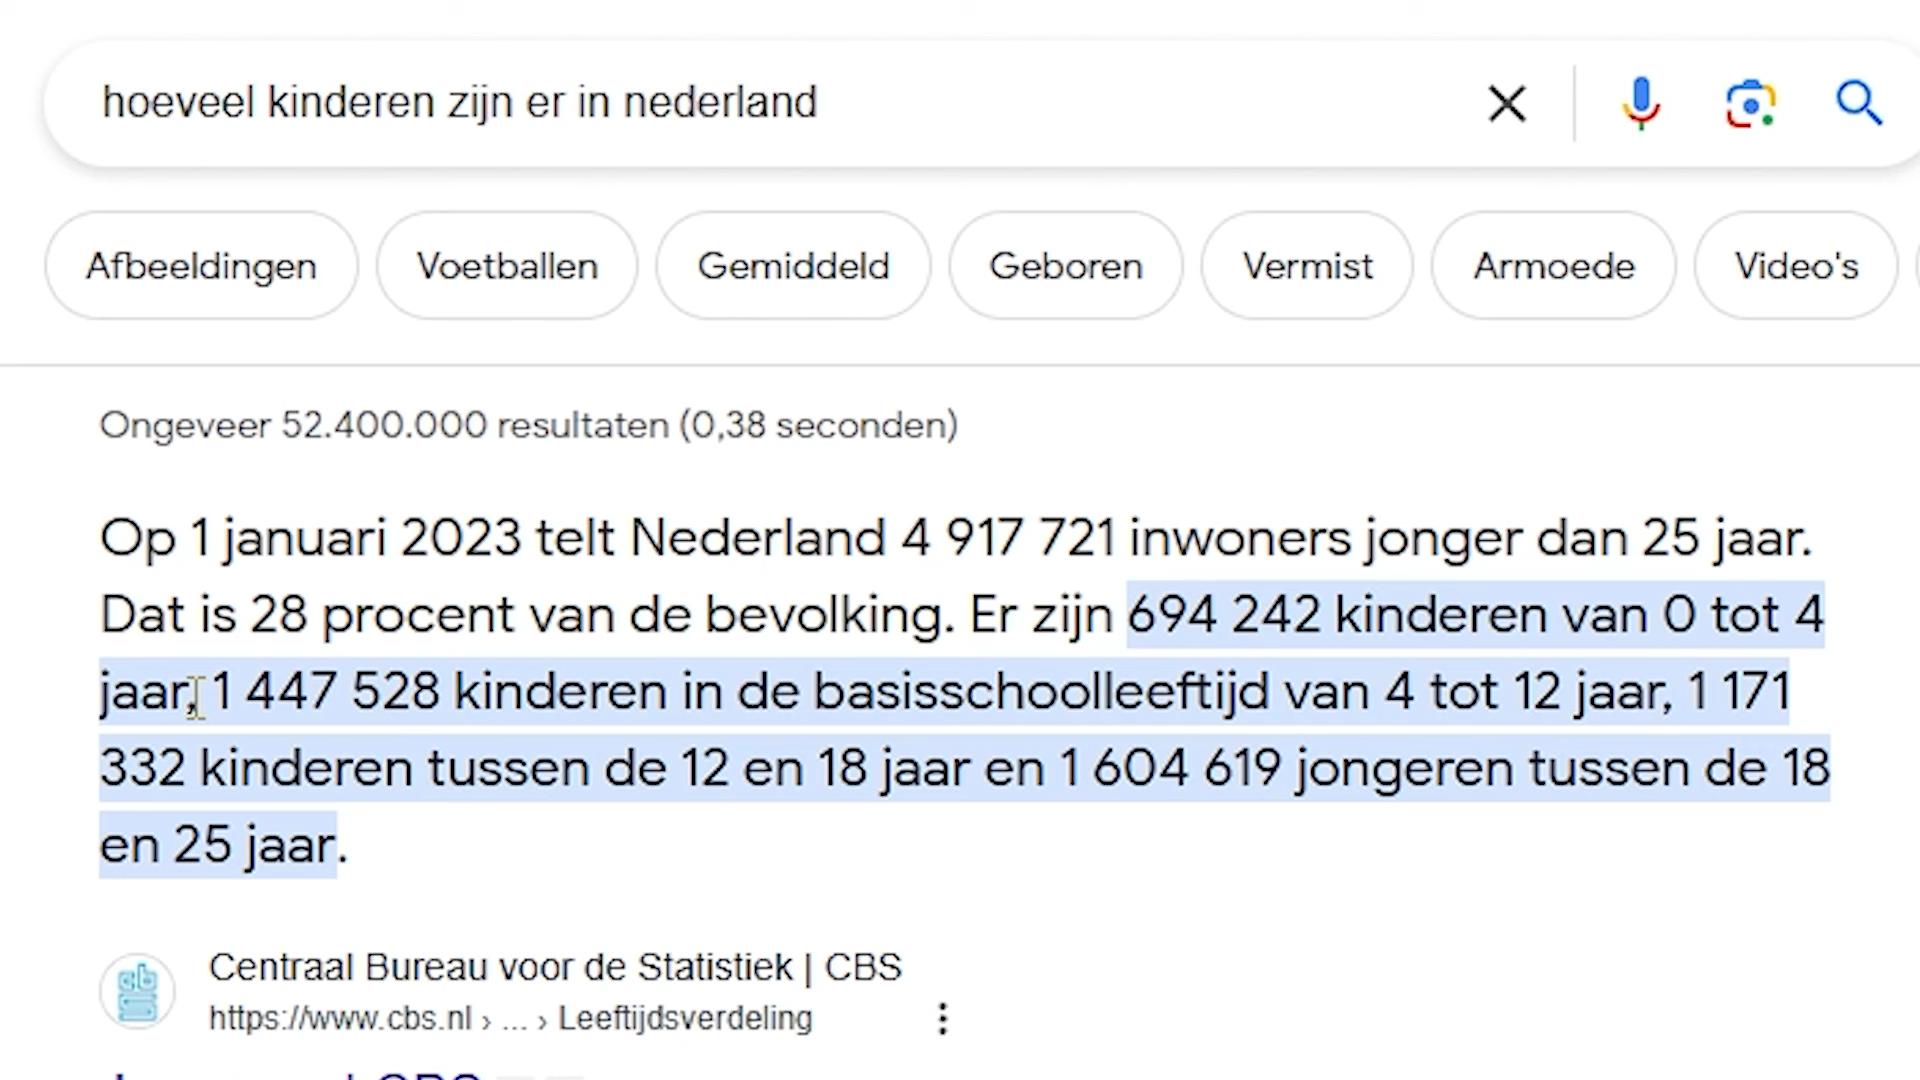 hoeveel kinderen zijn er in nederland
Afbeeldingen Voetballen Gemiddeld Geboren Vermist Armoede Video's
Ongeveer 52.400.000 resultaten (0,38 seconden)
Op 1 januari 2023 telt Nederland 4 917 721 inwoners jonger dan 25 jaar.
Dat is 28 procent van de bevolking. Er zijn 694 242 kinderen van 0 tot 4
jaar, 1 447 528 kinderen in de basisschoolleeftijd van 4 tot 12 jaar, 1 171
332 kinderen tussen de 12 en 18 jaar en 1 604 619 jongeren tussen de 18
en 25 jaar.
Centraal Bureau voor de Statistiek | CBS
https://www.cbs.nl › ... › Leeftijdsverdeling